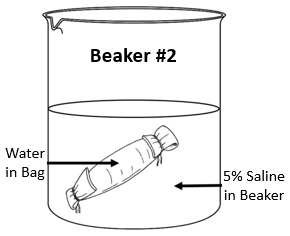 Beaker #2
Water
in Bag
5% Saline
in Beaker